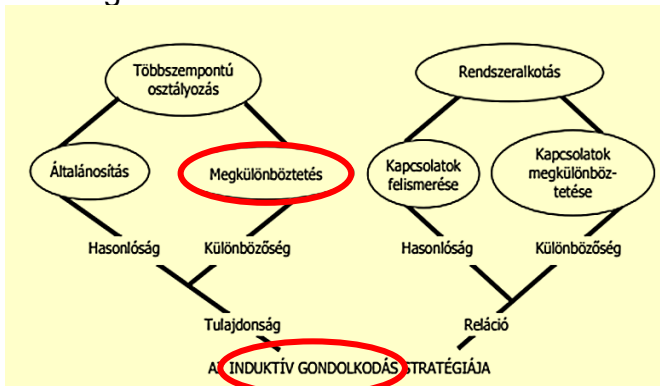 Többszempontú
osztályozás
Rendszeralkotás
Általánosítás
Megkülönböztetés
Kapcsolatok
felismerése
Kapcsolatok
megkülönböz-
tetése
Hasonlóság
Különbözőség
Hasonlóság
Különbözőség
Tulajdonság
Reláció
AZ INDUKTÍV GONDOLKODÁS STRATÉGIÁJA